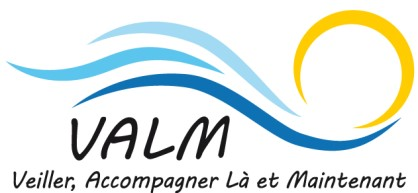 VALM
Veiller, Accompagner Là et Maintenant